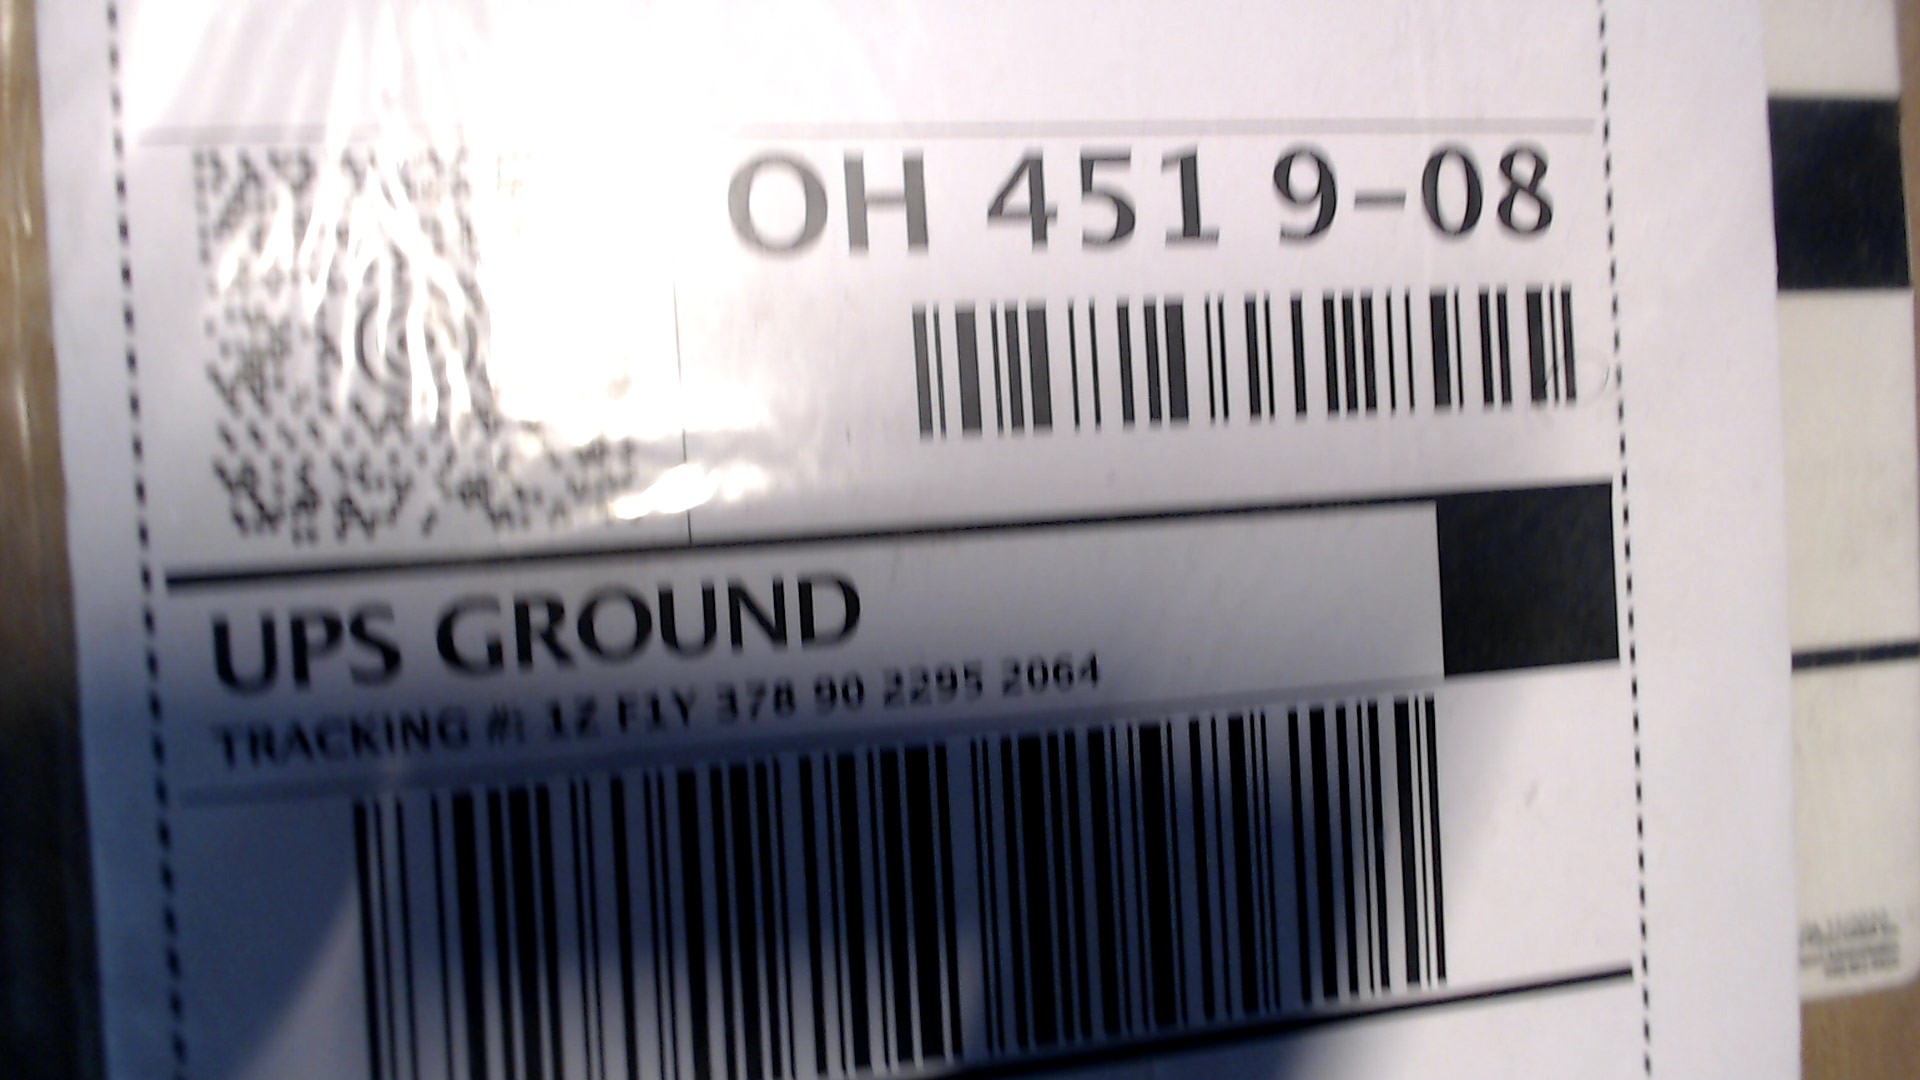 OH 451 9-08
UPS GROUND
TRACKING #: 1Z F1Y 378 90 2295 2064